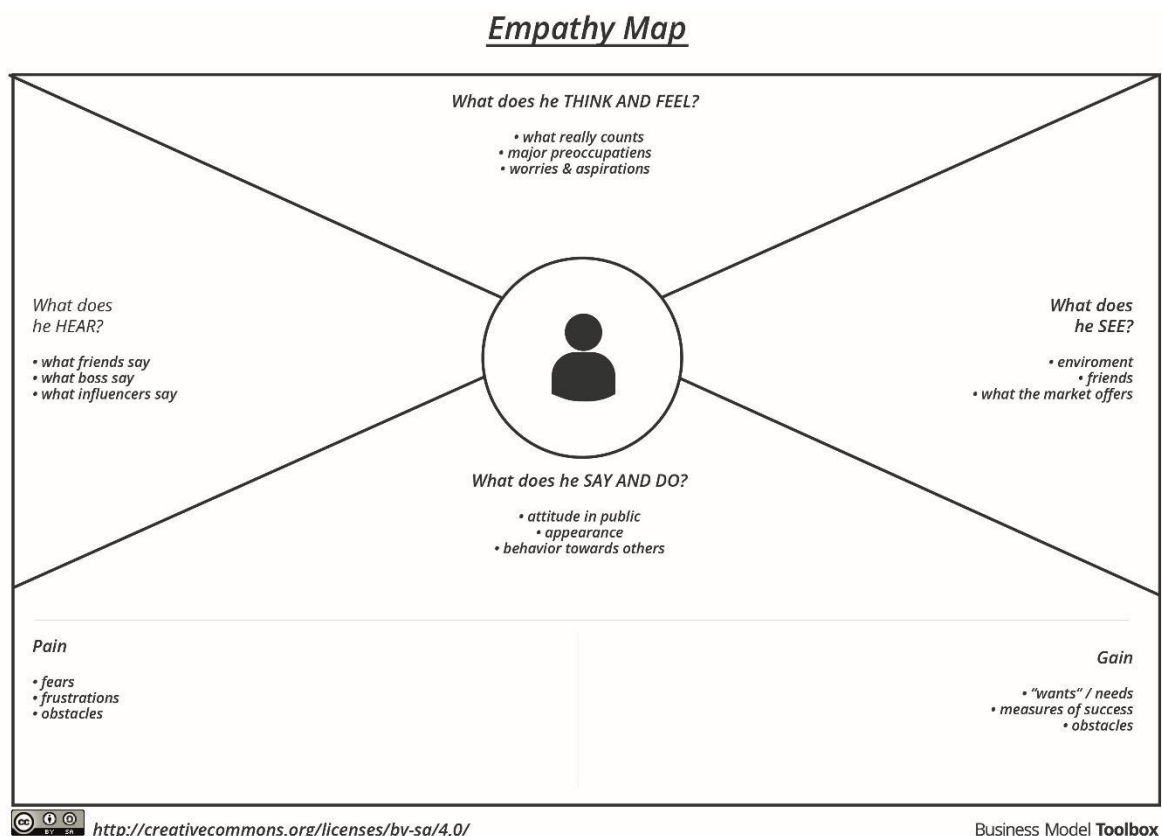 Empathy Map
What does he THINK AND FEEL?
• what really counts
• major preoccupatiens
• worries & aspirations
What does
he HEAR?
• what friends say
• what boss say
• what influencers say
What does
he SEE?
• enviroment
• friends
• what the market offers
What does he SAY AND DO?
• attitude in public
• appearance
• behavior towards others
Pain
• fears
• frustrations
• obstacles
Gain
• “wants” / needs
• measures of success
• obstacles
cc BY SA http://creativecommons.org/licenses/by-sa/4.0/
Business Model Toolbox